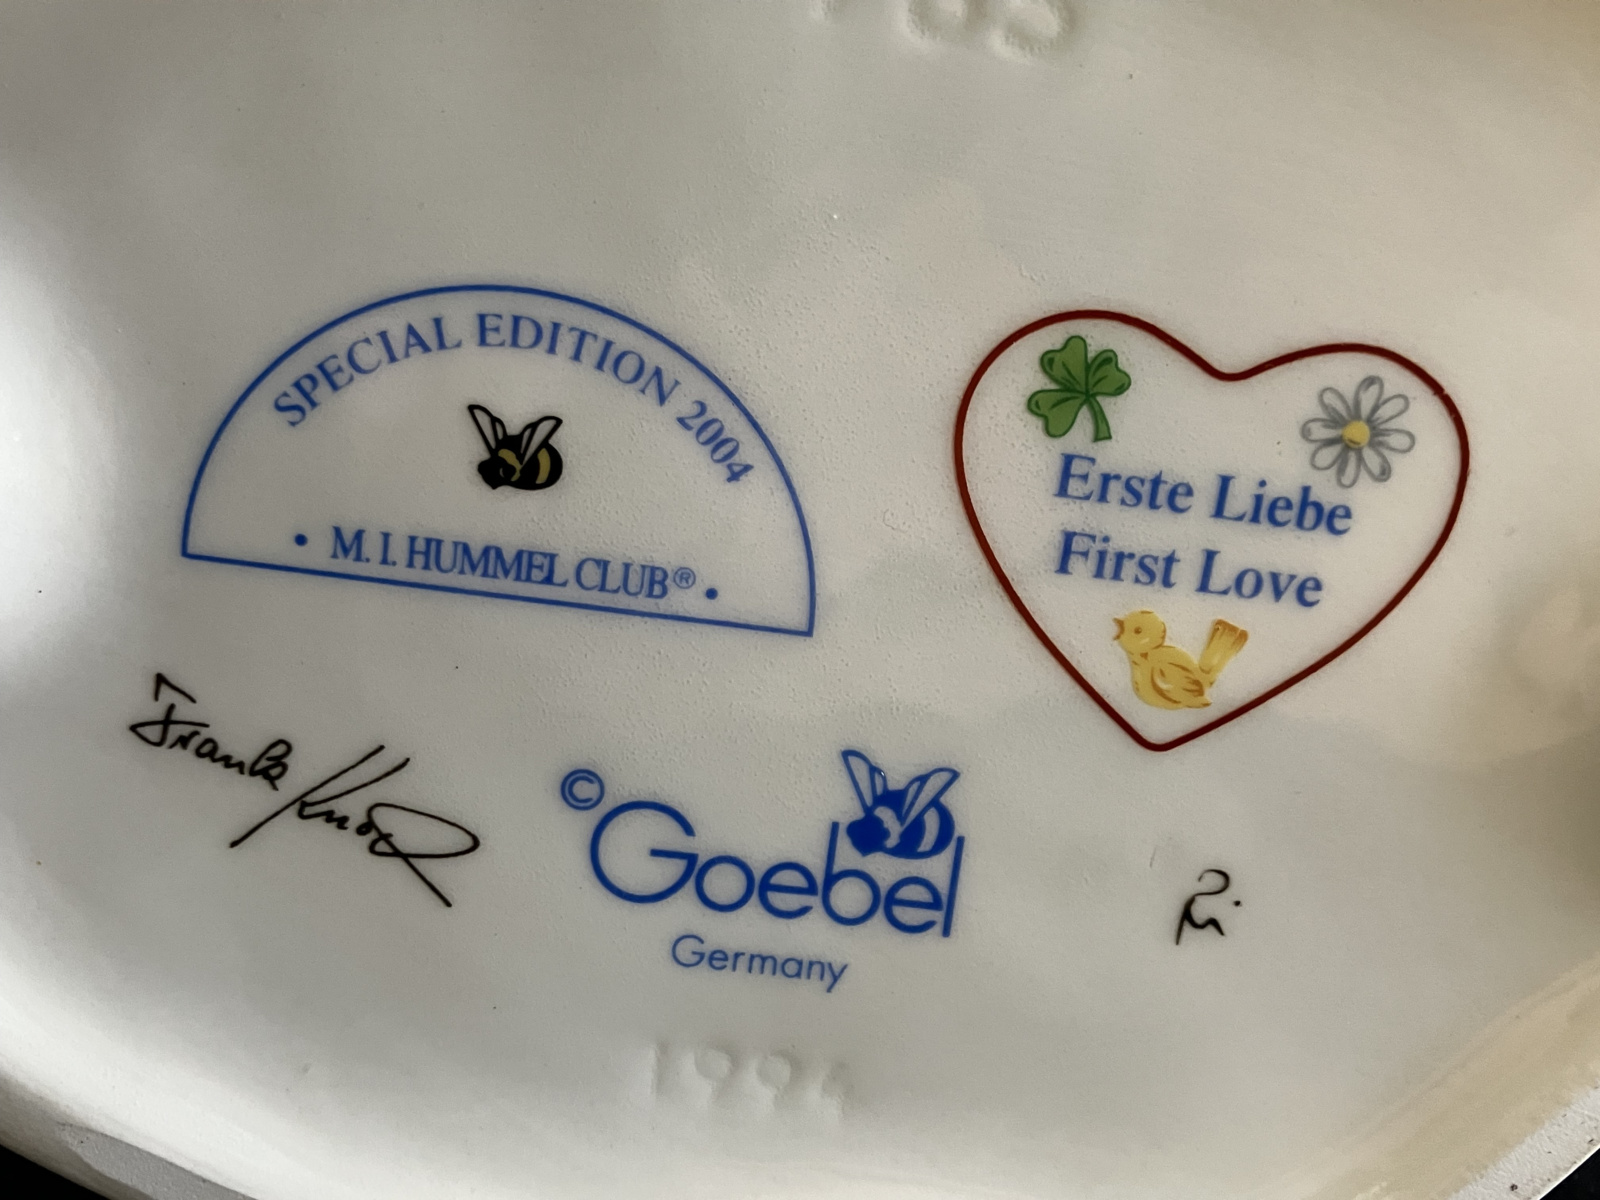 SPECIAL EDITION 2004
• M. I. HUMMEL CLUB® •
Erste Liebe
First Love
© Goebel
Germany